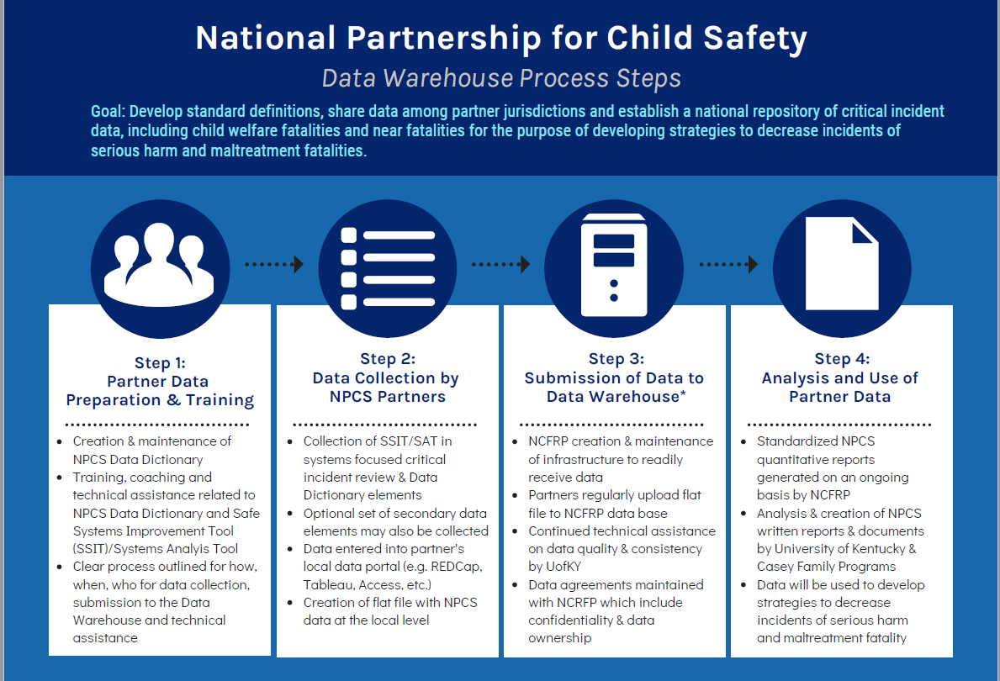 National Partnership for Child Safety
Data Warehouse Process Steps
Goal: Develop standard definitions, share data among partner jurisdictions and establish a national repository of critical incident
data, including child welfare fatalities and near fatalities for the purpose of developing strategies to decrease incidents of
serious harm and maltreatment fatalities.
Step 1:
Partner Data
Preparation & Training
• Creation & maintenance of
NPCS Data Dictionary
• Training, coaching and
technical assistance related to
NPCS Data Dictionary and Safe
Systems Improvement Tool
(SSIT)/Systems Analyis Tool
• Clear process outlined for how,
when, who for data collection,
submission to the Data
Warehouse and technical
assistance
Step 2:
Data Collection by
NPCS Partners
• Collection of SSIT/SAT in
systems focused critical
incident review & Data
Dictionary elements
• Optional set of secondary data
elements may also be collected
• Data entered into partner's
local data portal (e.g. REDCap,
Tableau, Access, etc.)
• Creation of flat file with NPCS
data at the local level
Step 3:
Submission of Data to
Data Warehouse*
• NCFRP creation & maintenance
of infrastructure to readily
receive data
• Partners regularly upload flat
file to NCFRP data base
• Continued technical assistance
on data quality & consistency
by UofKY
• Data agreements maintained
with NCRFP which include
confidentiality & data
ownership
Step 4:
Analysis and Use of
Partner Data
• Standardized NPCS
quantitative reports
generated on an ongoing
basis by NCFRP
• Analysis & creation of NPCS
written reports & documents
by University of Kentucky &
Casey Family Programs
• Data will be used to develop
strategies to decrease
incidents of serious harm
and maltreatment fatality